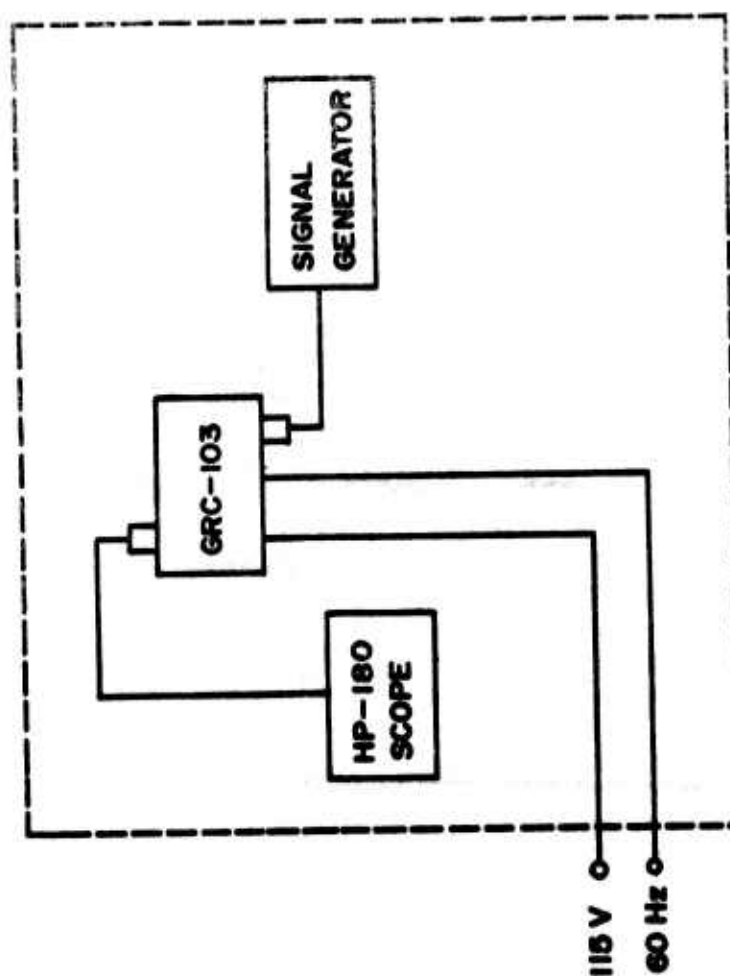 SIGNAL
GENERATOR
GRC-103
HP-180
SCOPE
115 V
60 Hz